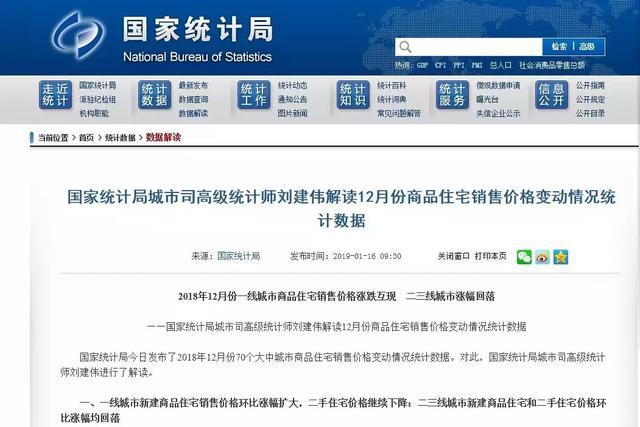 国家统计局
National Bureau of Statistics
检索 | 高级
热词: GDP CPI PPI PMI 总人口 社会消费品零售总额
走近统计 国家统计局 派驻纪检组 机构职能
统计数据 最新发布 数据查询 数据解读
统计工作 统计动态 通知公告 图片新闻
统计知识 统计百科 统计词典 常见问题解答
统计服务 微观数据申请 曝光台 失信企业公示
信息公开 公开指南 公开规定 公开目录
当前位置 > 首页 > 统计数据 > 数据解读
国家统计局城市司高级统计师刘建伟解读12月份商品住宅销售价格变动情况统
计数据
来源: 国家统计局 发布时间: 2019-01-16 09:30 关闭窗口 打印本页
2018年12月份一线城市商品住宅销售价格涨跌互现 二三线城市涨幅回落
——国家统计局城市司高级统计师刘建伟解读12月份商品住宅销售价格变动情况统计数据
国家统计局今日发布了2018年12月份70个大中城市商品住宅销售价格变动情况统计数据。对此，国家统计局城市司高级统计
师刘建伟进行了解读。
一、一线城市新建商品住宅销售价格环比涨幅扩大，二手住宅价格继续下降；二三线城市新建商品住宅和二手住宅价格环
比涨幅均回落